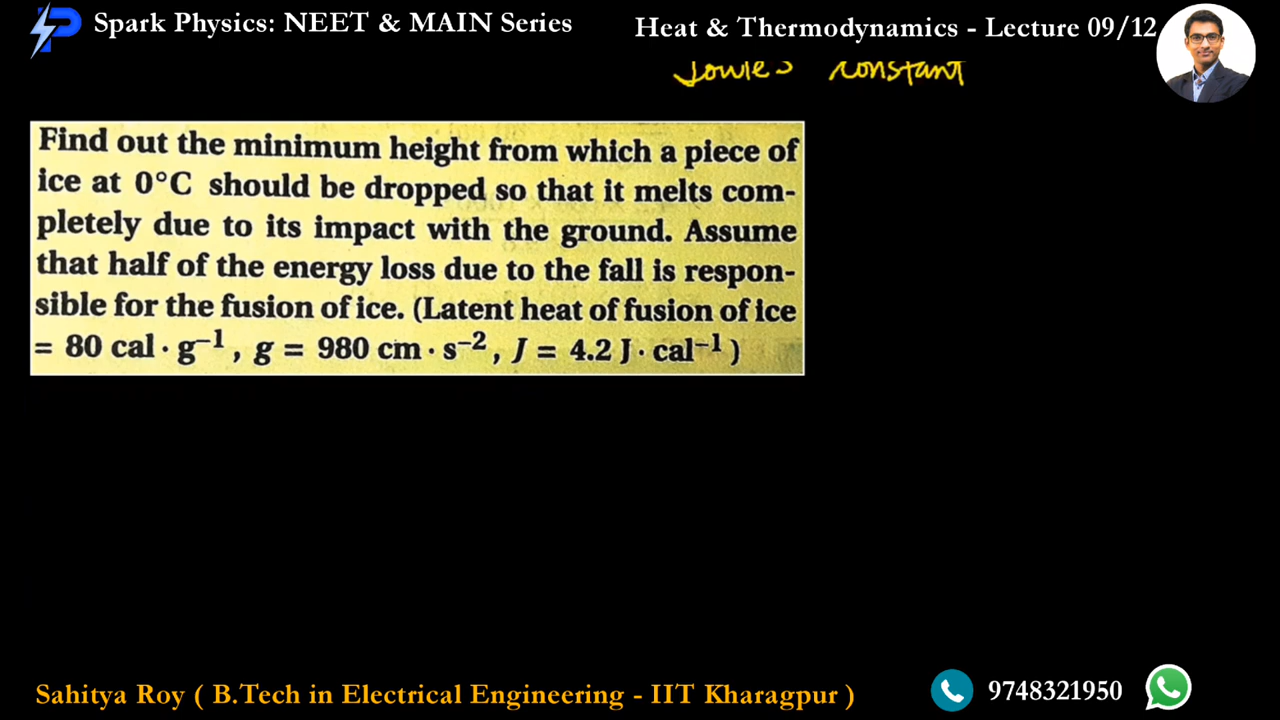 Spark Physics: NEET & MAIN Series
Heat & Thermodynamics - Lecture 09/12
constant
Find out the minimum height from which a piece of
ice at 0°C should be dropped so that it melts com-
pletely due to its impact with the ground. Assume
that half of the energy loss due to the fall is respon-
sible for the fusion of ice. (Latent heat of fusion of ice
= 80 cal · g⁻¹, g = 980 cm · s⁻², J = 4.2 J · cal⁻¹)
Sahitya Roy ( B.Tech in Electrical Engineering - IIT Kharagpur )
9748321950